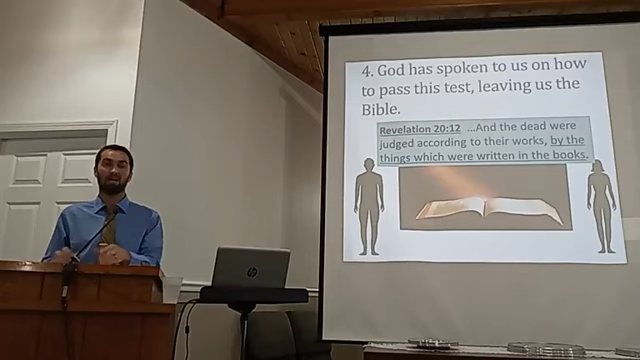 4. God has spoken to us on how
to pass this test, leaving us the
Bible.
Revelation 20:12 ...And the dead were
judged according to their works, by the
things which were written in the books.
hp